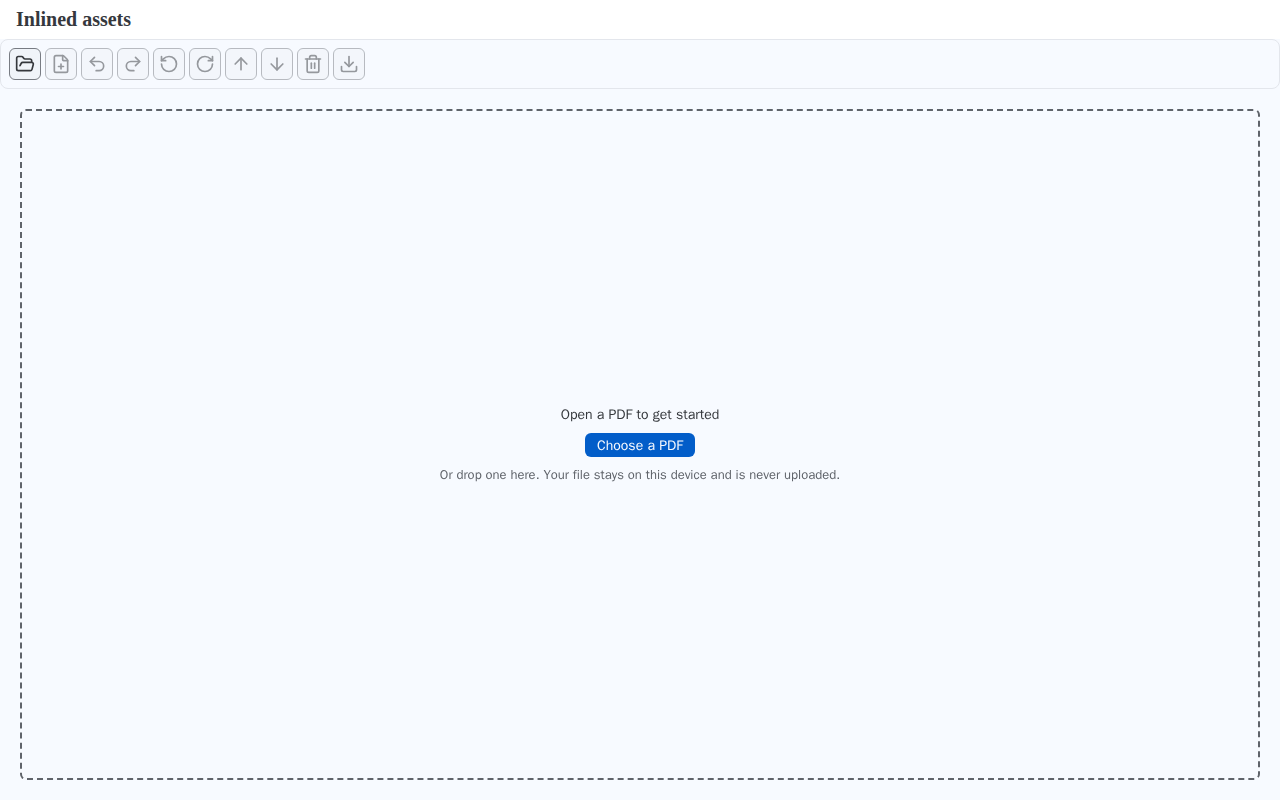 Inlined assets
Open a PDF to get started
Choose a PDF
Or drop one here. Your file stays on this device and is never uploaded.